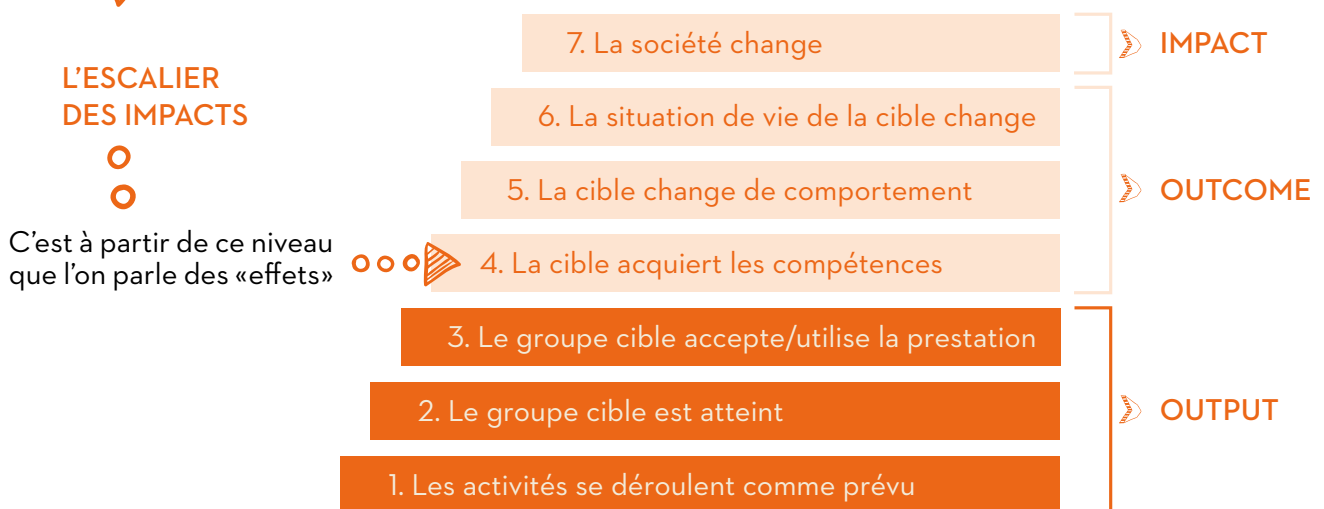 7. La société change
IMPACT
L'ESCALIER
DES IMPACTS
6. La situation de vie de la cible change
5. La cible change de comportement
OUTCOME
C'est à partir de ce niveau
que l'on parle des «effets»
4. La cible acquiert les compétences
3. Le groupe cible accepte/utilise la prestation
2. Le groupe cible est atteint
OUTPUT
1. Les activités se déroulent comme prévu